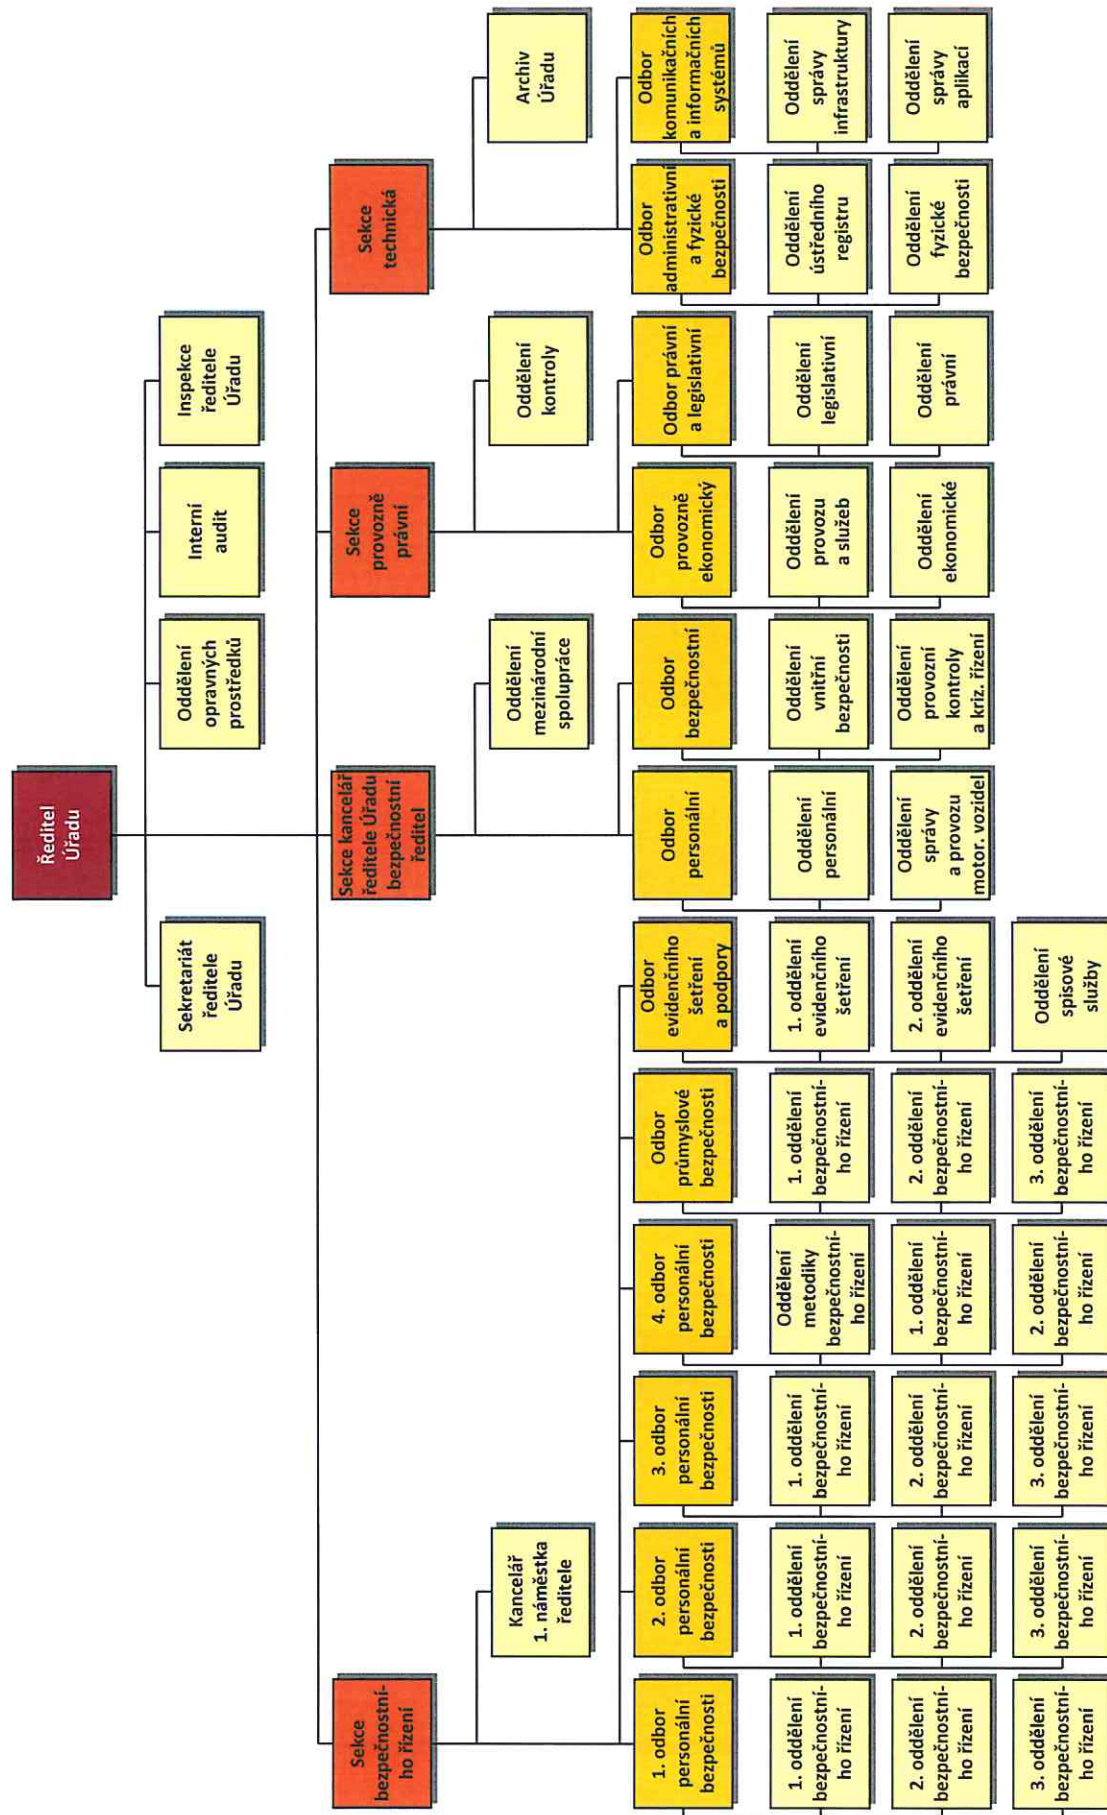 Ředitel
Úřadu
Sekretariát
ředitele
Úřadu
Oddělení
opravných
prostředků
Interní
audit
Inspekce
ředitele
Úřadu
Sekce
bezpečnostní-
ho řízení
Sekce kancelář
ředitele Úřadu
bezpečnostní
ředitel
Sekce
provozně
právní
Sekce
technická
Kancelář
1. náměstka
ředitele
Oddělení
mezinárodní
spolupráce
Oddělení
kontroly
Archiv
Úřadu
1. odbor
personální
bezpečnosti
2. odbor
personální
bezpečnosti
3. odbor
personální
bezpečnosti
4. odbor
personální
bezpečnosti
Odbor
průmyslové
bezpečnosti
Odbor
evidenčního
šetření
a podpory
Odbor
personální
Odbor
bezpečnostní
Odbor
provozně
ekonomický
Odbor právní
a legislativní
Odbor
administrativní
a fyzické
bezpečnosti
Odbor
komunikačních
a informačních
systémů
1. oddělení
bezpečnostní-
ho řízení
1. oddělení
bezpečnostní-
ho řízení
1. oddělení
bezpečnostní-
ho řízení
Oddělení
metodiky
bezpečnostní-
ho řízení
1. oddělení
bezpečnostní-
ho řízení
1. oddělení
evidenčního
šetření
Oddělení
personální
Oddělení
vnitřní
bezpečnosti
Oddělení
provozu
a služeb
Oddělení
legislativní
Oddělení
ústředního
registru
Oddělení
správy
infrastruktury
2. oddělení
bezpečnostní-
ho řízení
2. oddělení
bezpečnostní-
ho řízení
2. oddělení
bezpečnostní-
ho řízení
1. oddělení
bezpečnostní-
ho řízení
2. oddělení
bezpečnostní-
ho řízení
2. oddělení
evidenčního
šetření
Oddělení
správy
a provozu
motor. vozidel
Oddělení
provozní
kontroly
a kriz. řízení
Oddělení
ekonomické
Oddělení
právní
Oddělení
fyzické
bezpečnosti
Oddělení
správy
aplikací
3. oddělení
bezpečnostní-
ho řízení
3. oddělení
bezpečnostní-
ho řízení
3. oddělení
bezpečnostní-
ho řízení
2. oddělení
bezpečnostní-
ho řízení
3. oddělení
bezpečnostní-
ho řízení
Oddělení
spisové
služby